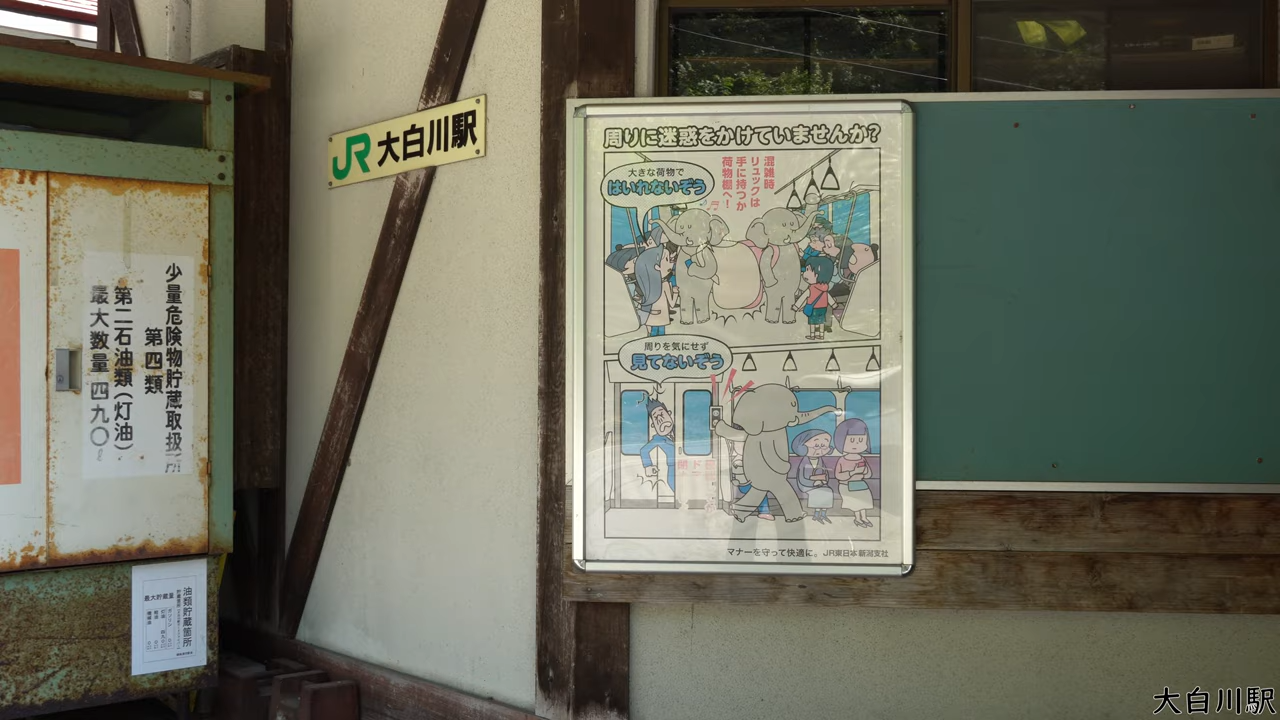 JR 大白川駅
少量危険物貯蔵取扱所
第四類
第二石油類(灯油)
最大数量 四九〇ℓ
油類貯蔵箇所
最大貯蔵量
周りに迷惑をかけていませんか?
大きな荷物で
はいれないぞう
混雑時
リュックは
手に持つか
荷物棚へ!
周りを気にせず
見てないぞう
マナーを守って快適に。JR東日本 新潟支社
大白川駅